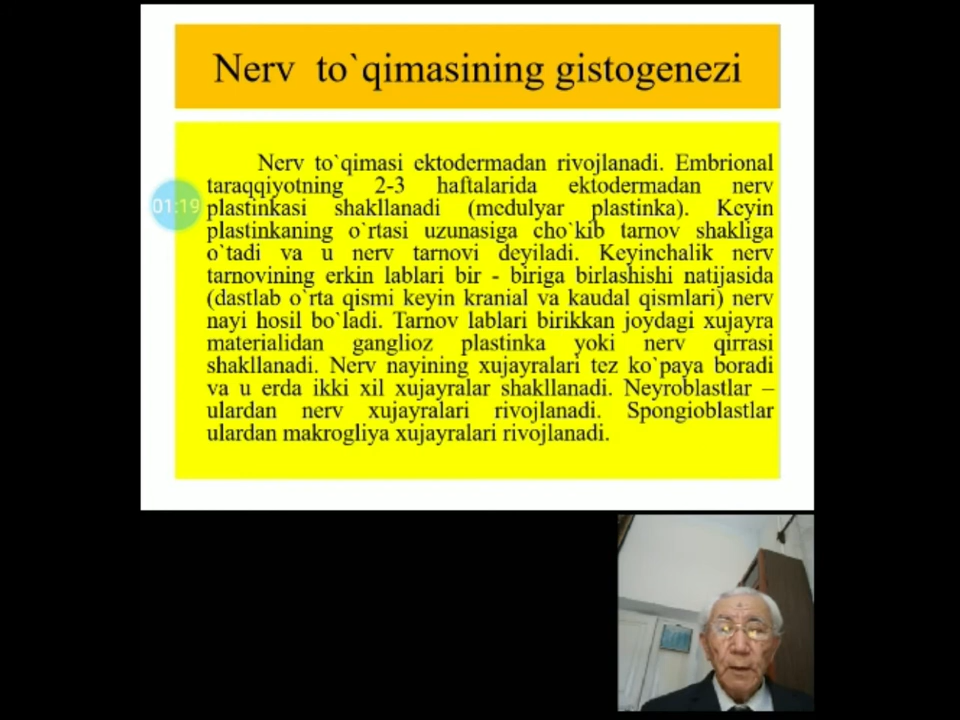 Nerv to`qimasining gistogenezi
Nerv to`qimasi ektodermadan rivojlanadi. Embrional
taraqqiyotning 2-3 haftalarida ektodermadan nerv
01:19
plastinkasi shakllanadi (medulyar plastinka). Keyin
plastinkaning o`rtasi uzunasiga cho`kib tarnov shakliga
o`tadi va u nerv tarnovi deyiladi. Keyinchalik nerv
tarnovining erkin lablari bir - biriga birlashishi natijasida
(dastlab o`rta qismi keyin kranial va kaudal qismlari) nerv
nayi hosil bo`ladi. Tarnov lablari birikkan joydagi xujayra
materialidan ganglioz plastinka yoki nerv qirrasi
shakllanadi. Nerv nayining xujayralari tez ko`paya boradi
va u erda ikki xil xujayralar shakllanadi. Neyroblastlar –
ulardan nerv xujayralari rivojlanadi. Spongioblastlar
ulardan makrogliya xujayralari rivojlanadi.